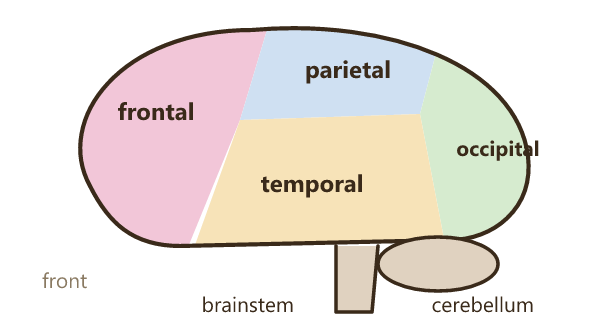 parietal
frontal
occipital
temporal
front
brainstem
cerebellum